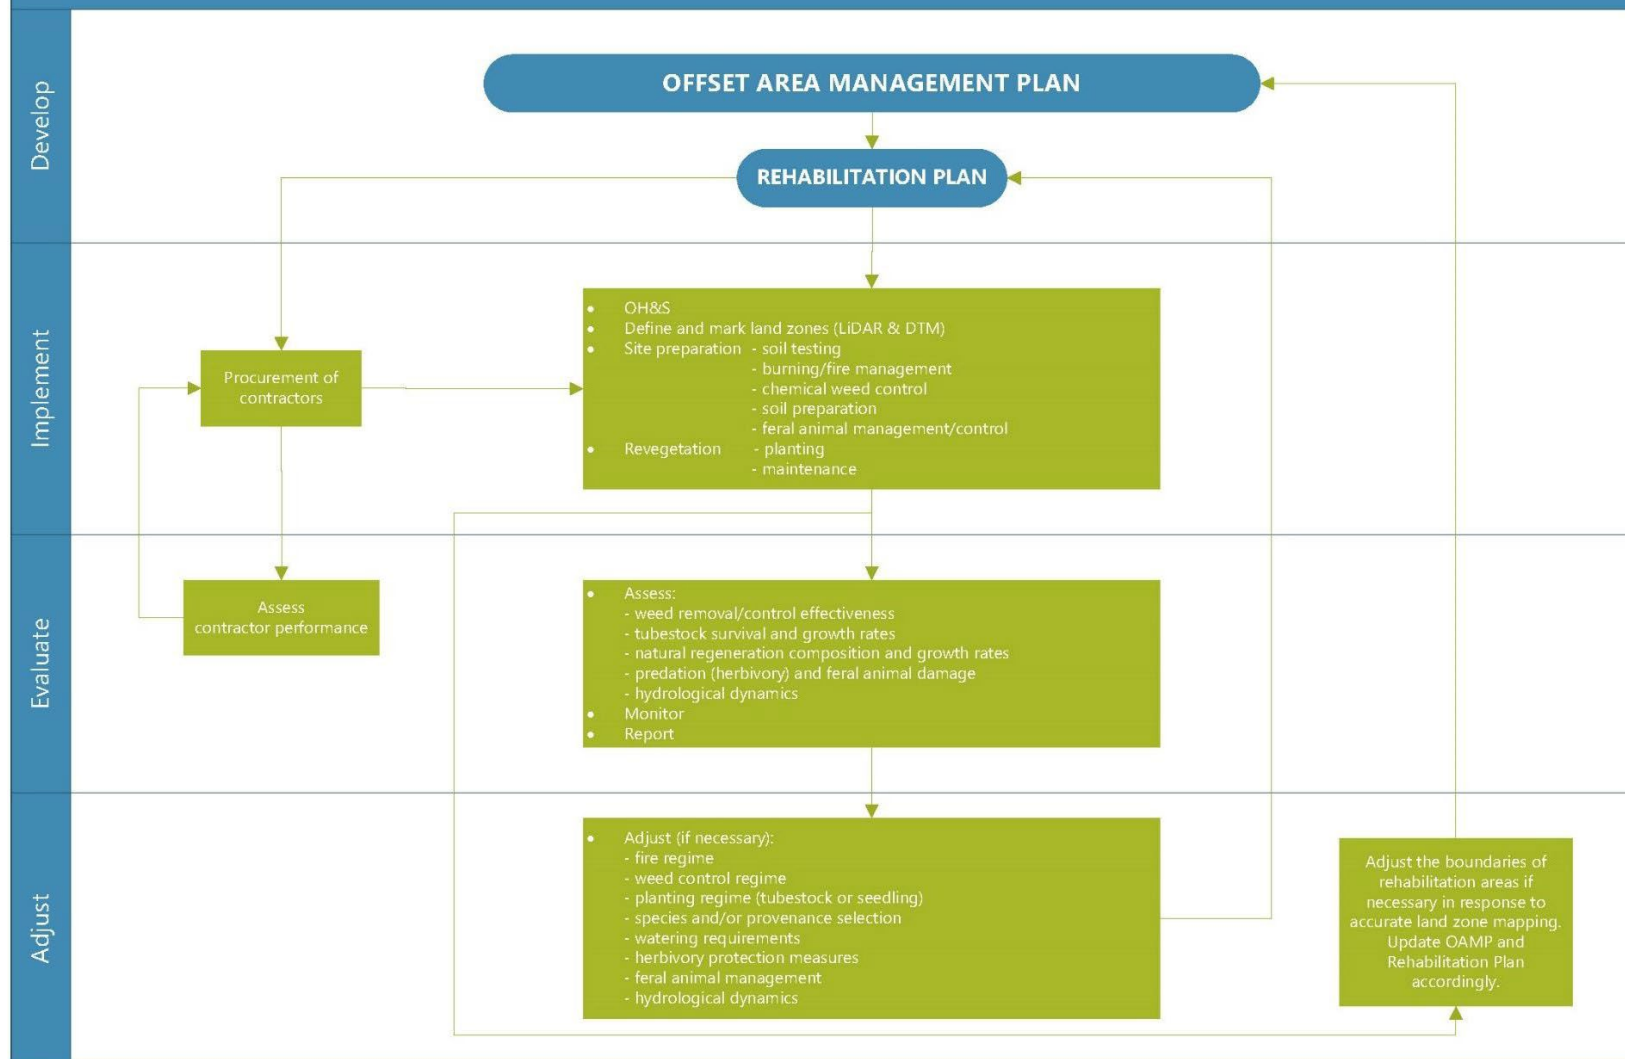 Develop
OFFSET AREA MANAGEMENT PLAN
REHABILITATION PLAN
Implement
Procurement of
contractors
• OH&S
• Define and mark land zones (LiDAR & DTM)
• Site preparation - soil testing
- burning/fire management
- chemical weed control
- soil preparation
- feral animal management/control
• Revegetation - planting
- maintenance
Evaluate
Assess
contractor performance
• Assess:
- weed removal/control effectiveness
- tubestock survival and growth rates
- natural regeneration composition and growth rates
- predation (herbivory) and feral animal damage
- hydrological dynamics
• Monitor
• Report
Adjust
• Adjust (if necessary):
- fire regime
- weed control regime
- planting regime (tubestock or seedling)
- species and/or provenance selection
- watering requirements
- herbivory protection measures
- feral animal management
- hydrological dynamics
Adjust the boundaries of
rehabilitation areas if
necessary in response to
accurate land zone mapping.
Update OAMP and
Rehabilitation Plan
accordingly.